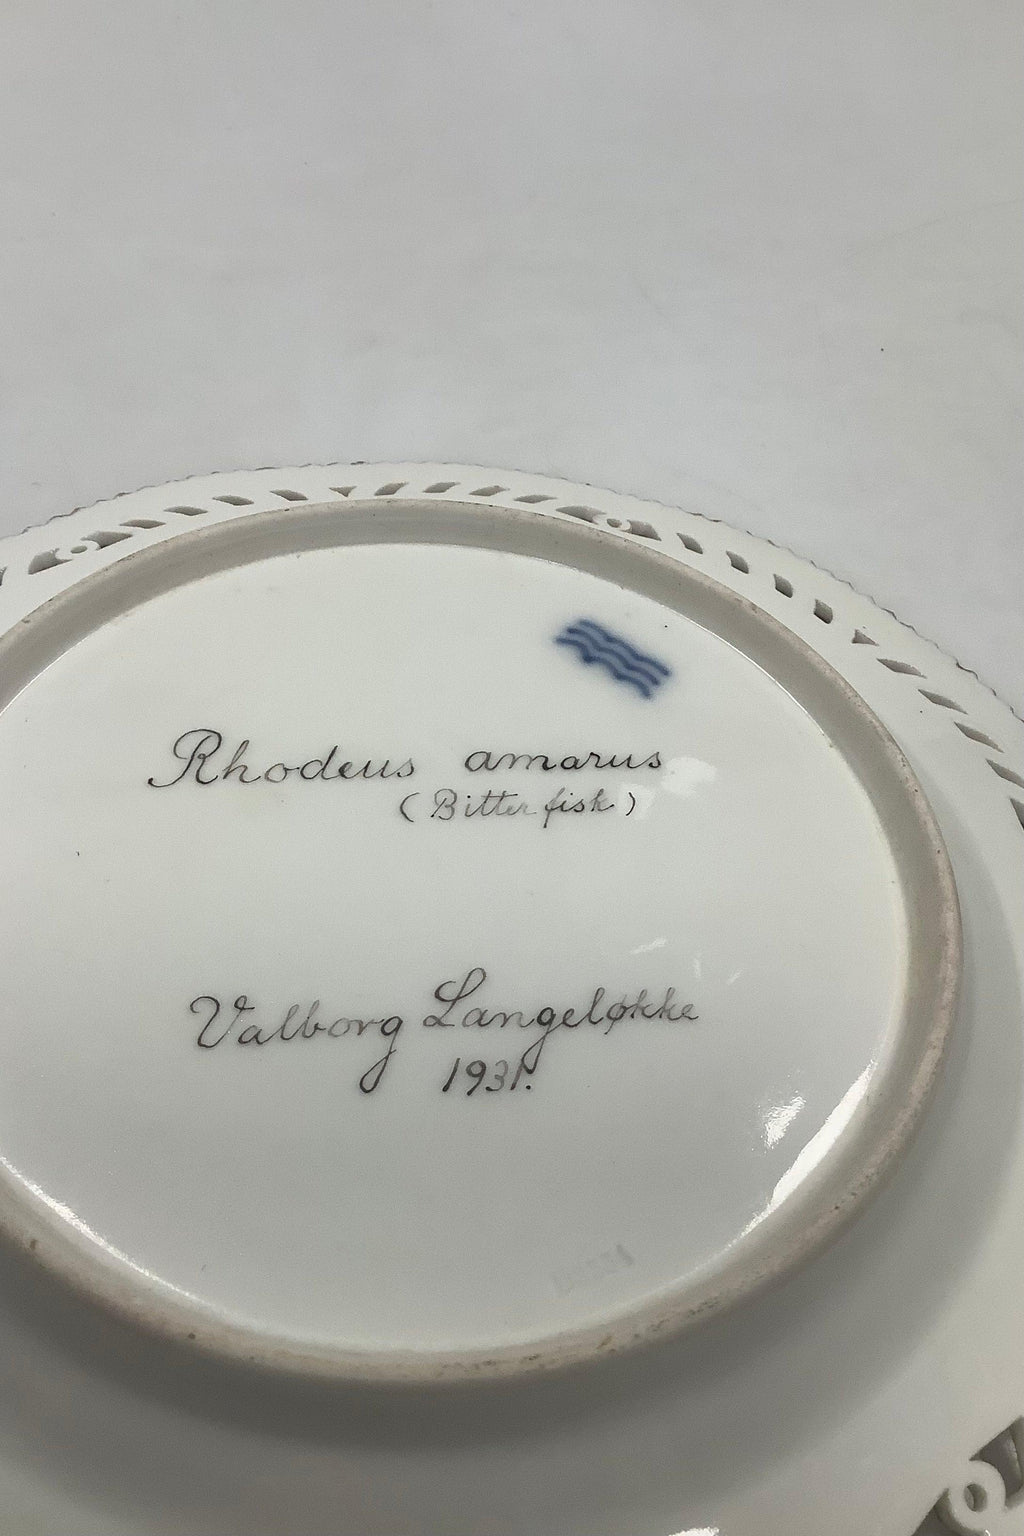 Rhodeus amarus
(Bitterfisk)
Valborg Langeløkke
1931.